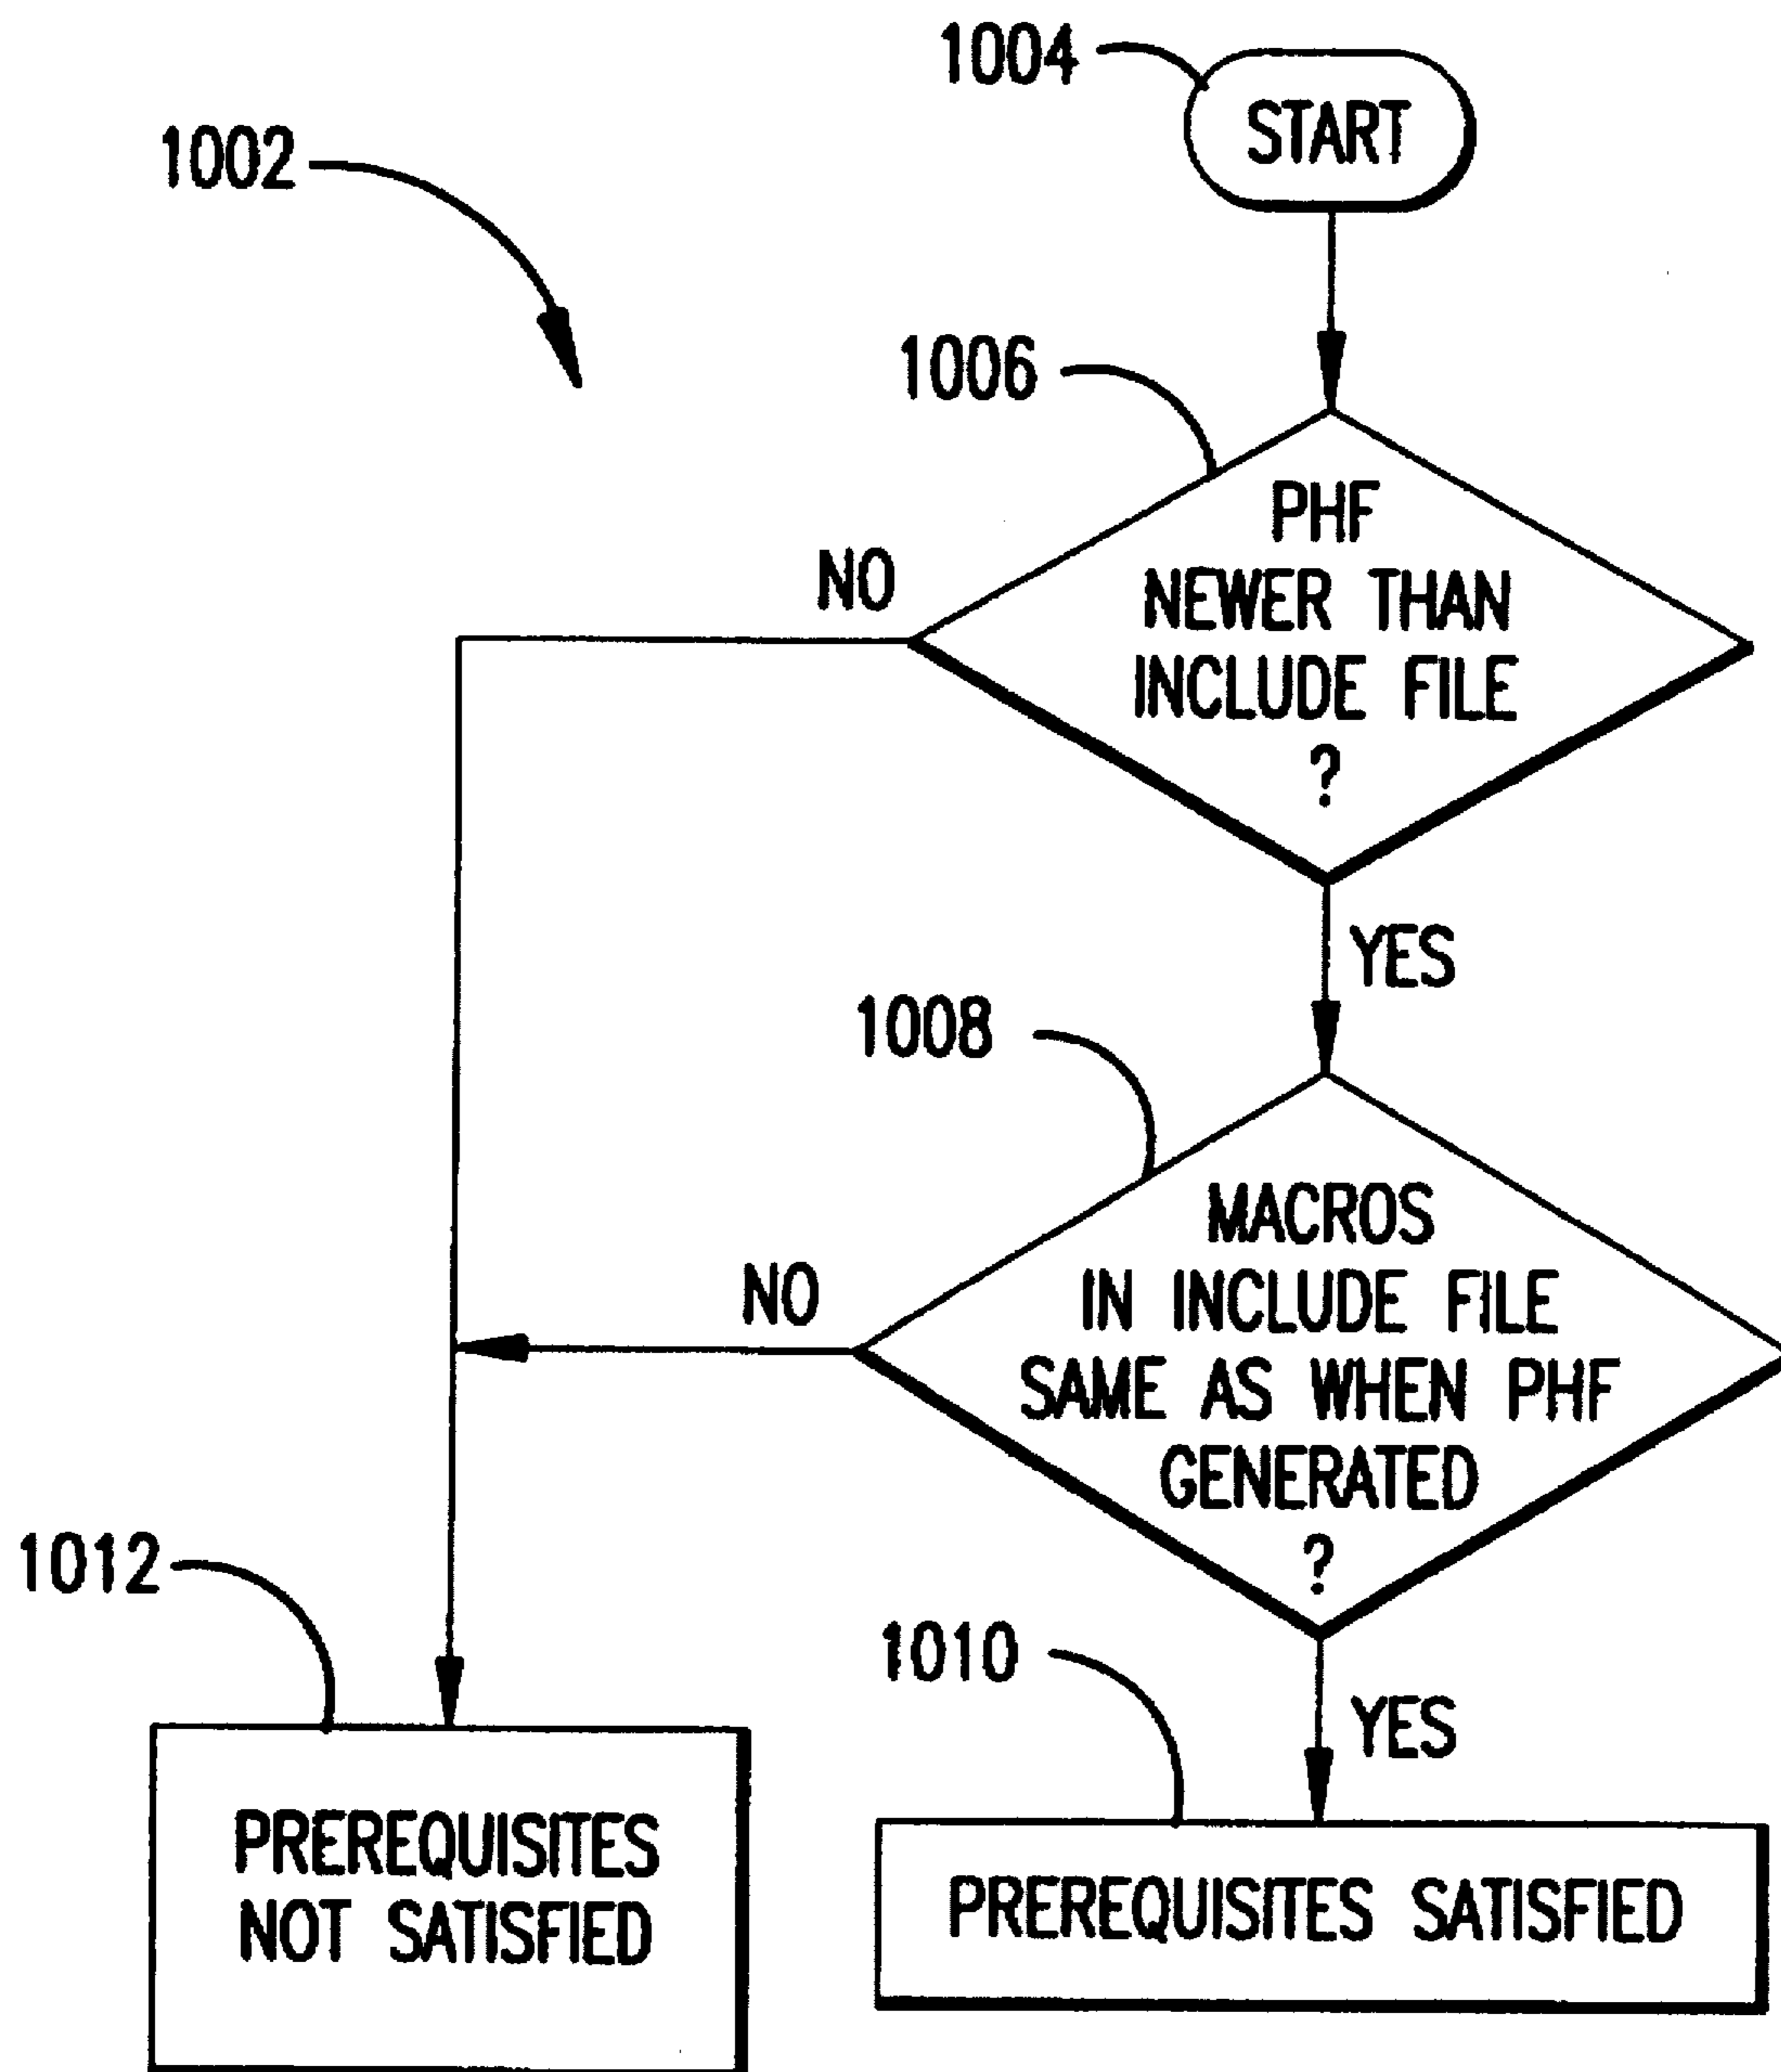 1004
START
1002
1006
PHF
NEWER THAN
INCLUDE FILE
?
NO
YES
1008
MACROS
IN INCLUDE FILE
SAME AS WHEN PHF
GENERATED
?
NO
YES
1012
PREREQUISITES
NOT SATISFIED
1010
PREREQUISITES SATISFIED